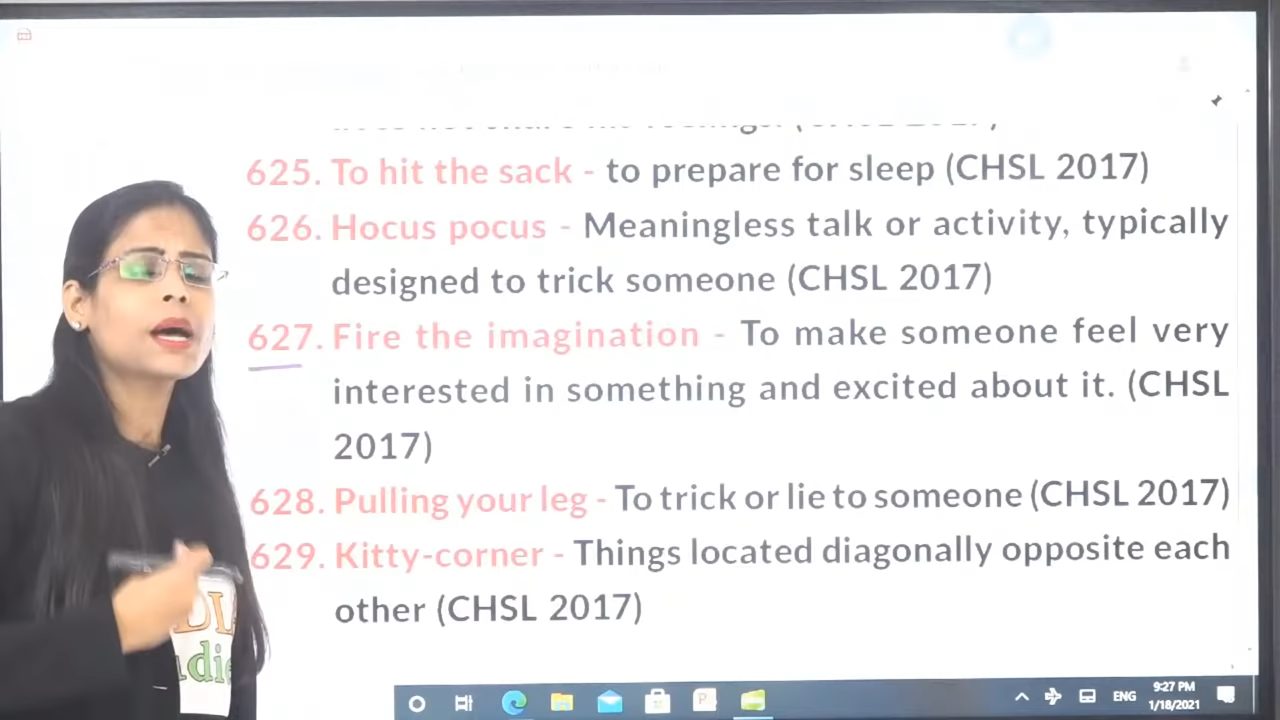 625. To hit the sack - to prepare for sleep (CHSL 2017)
626. Hocus pocus - Meaningless talk or activity, typically
designed to trick someone (CHSL 2017)
627. Fire the imagination - To make someone feel very
interested in something and excited about it. (CHSL
2017)
628. Pulling your leg - To trick or lie to someone (CHSL 2017)
629. Kitty-corner - Things located diagonally opposite each
other (CHSL 2017)
ENG
9:27 PM
1/18/2021